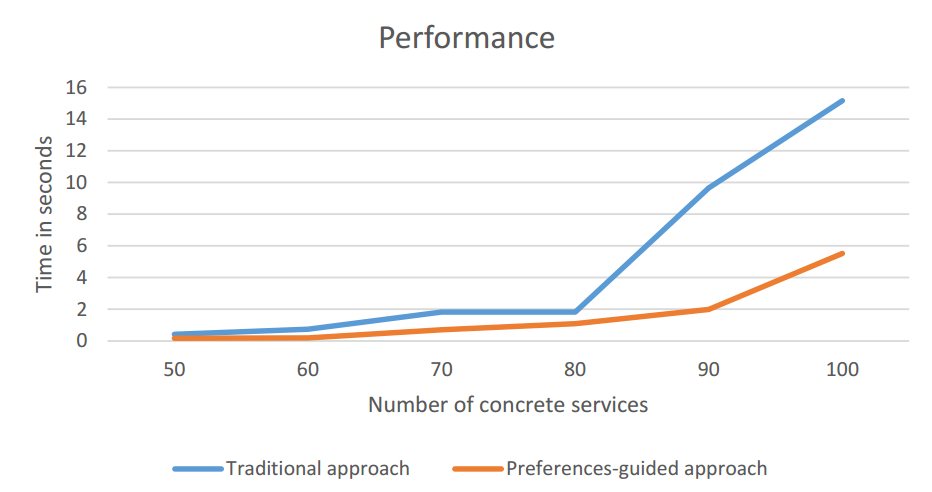 Performance
16
14
12
10
8
6
4
2
0
Time in seconds
50 60 70 80 90 100
Number of concrete services
Traditional approach Preferences-guided approach